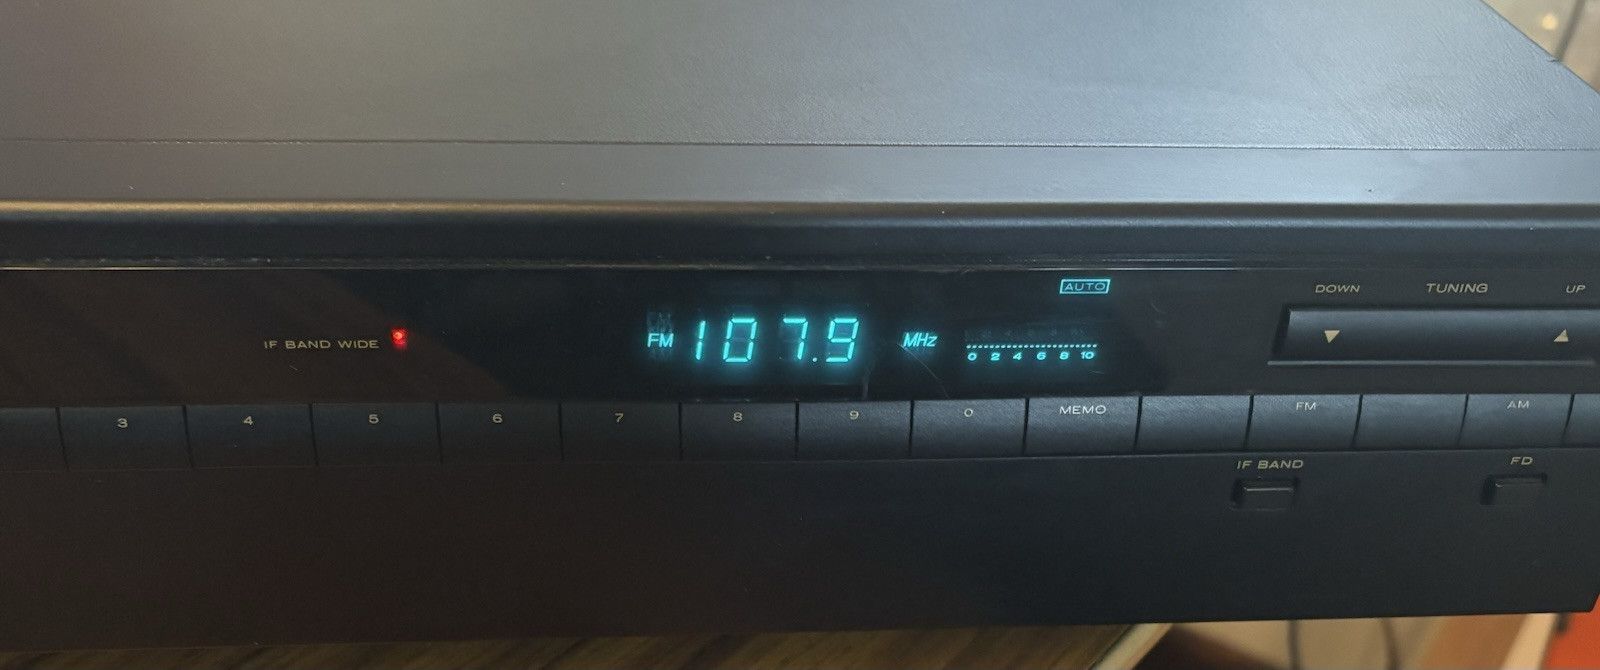 AUTO
DOWN TUNING UP
IF BAND WIDE
FM 107.9 MHz
0 2 4 6 8 10
3 4 5 6 7 8 9 0 MEMO FM AM
IF BAND FD